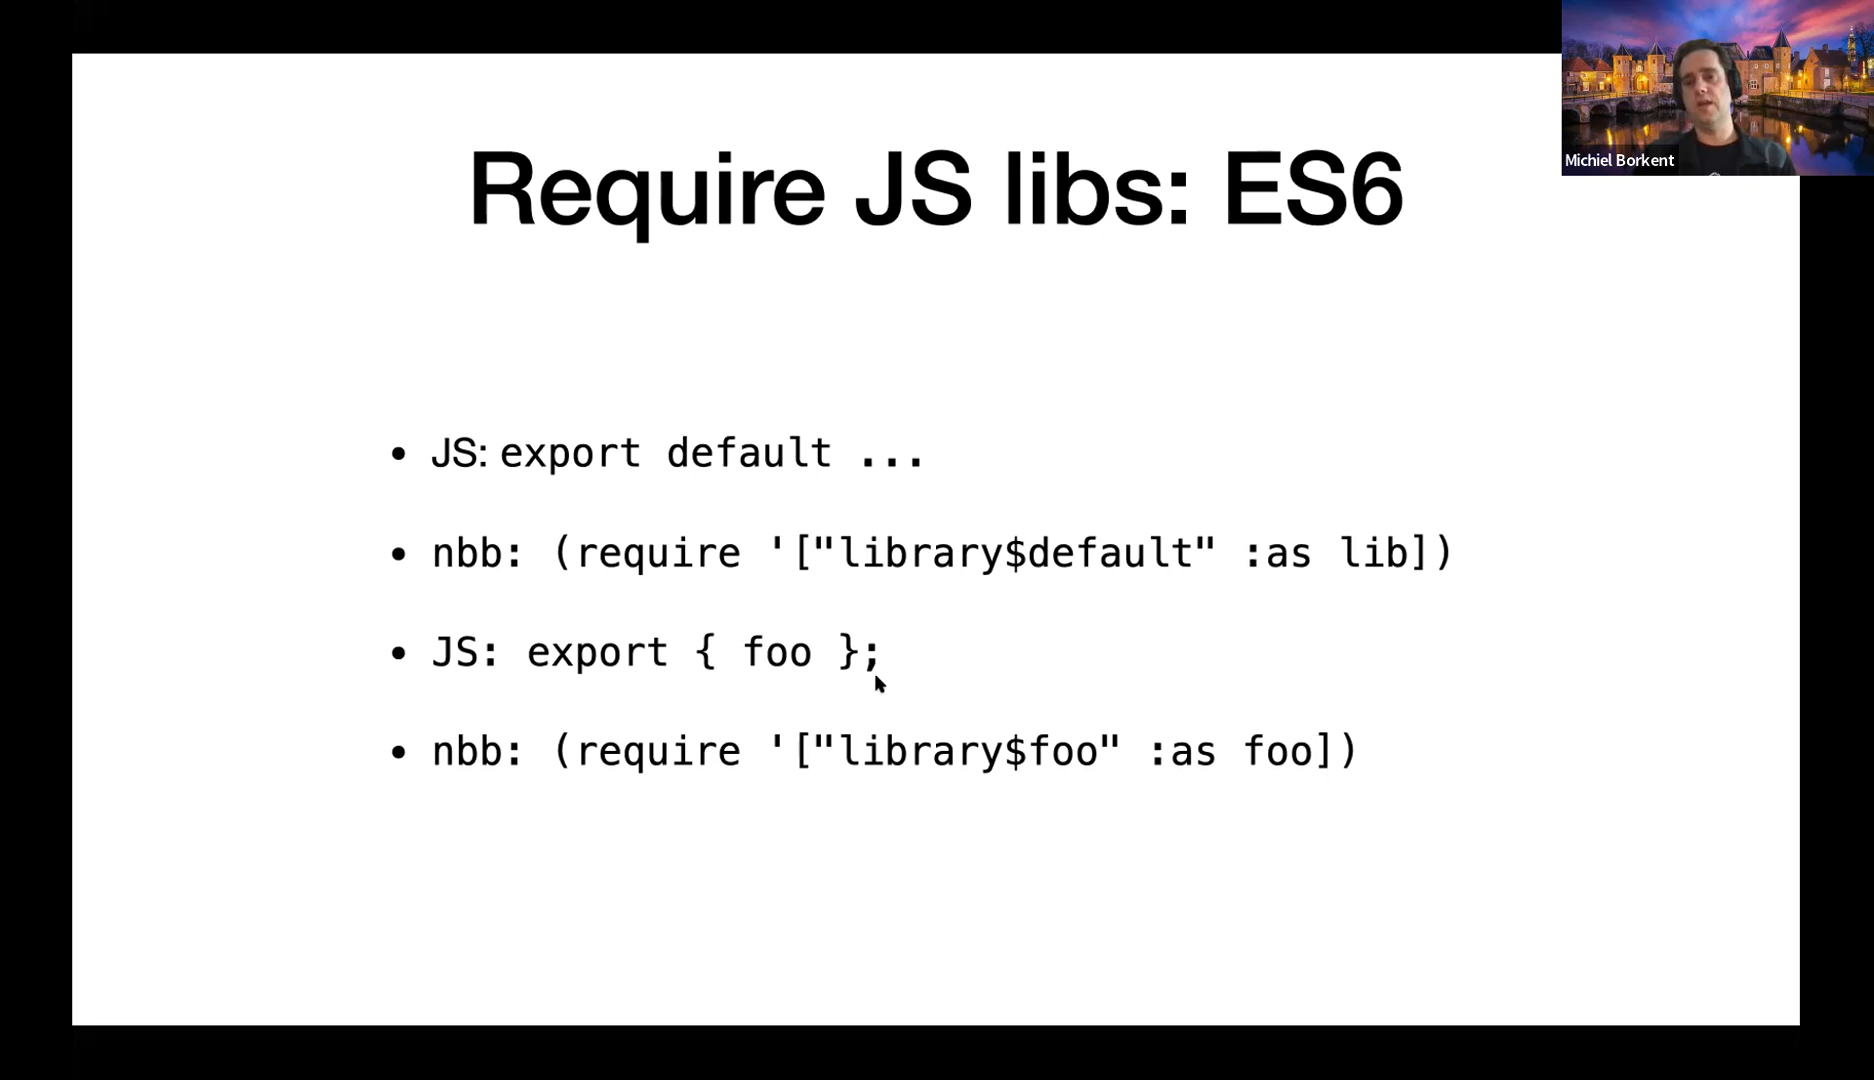 Michiel Borkent
Require JS libs: ES6
• JS: export default ...
• nbb: (require '["library$default" :as lib])
• JS: export { foo };
• nbb: (require '["library$foo" :as foo])